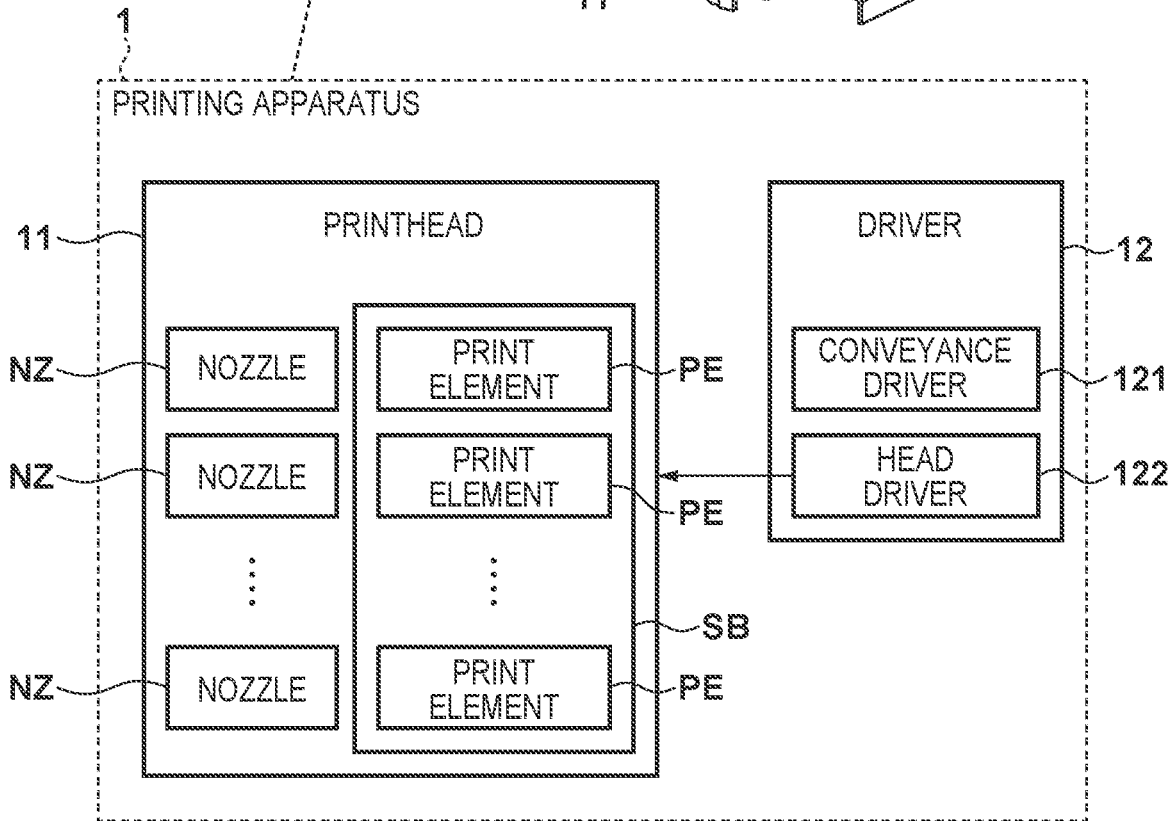 1
PRINTING APPARATUS
11
PRINTHEAD
DRIVER
12
NZ
NOZZLE
PRINT
ELEMENT
PE
CONVEYANCE
DRIVER
121
NZ
NOZZLE
PRINT
ELEMENT
PE
HEAD
DRIVER
122
SB
NZ
NOZZLE
PRINT
ELEMENT
PE